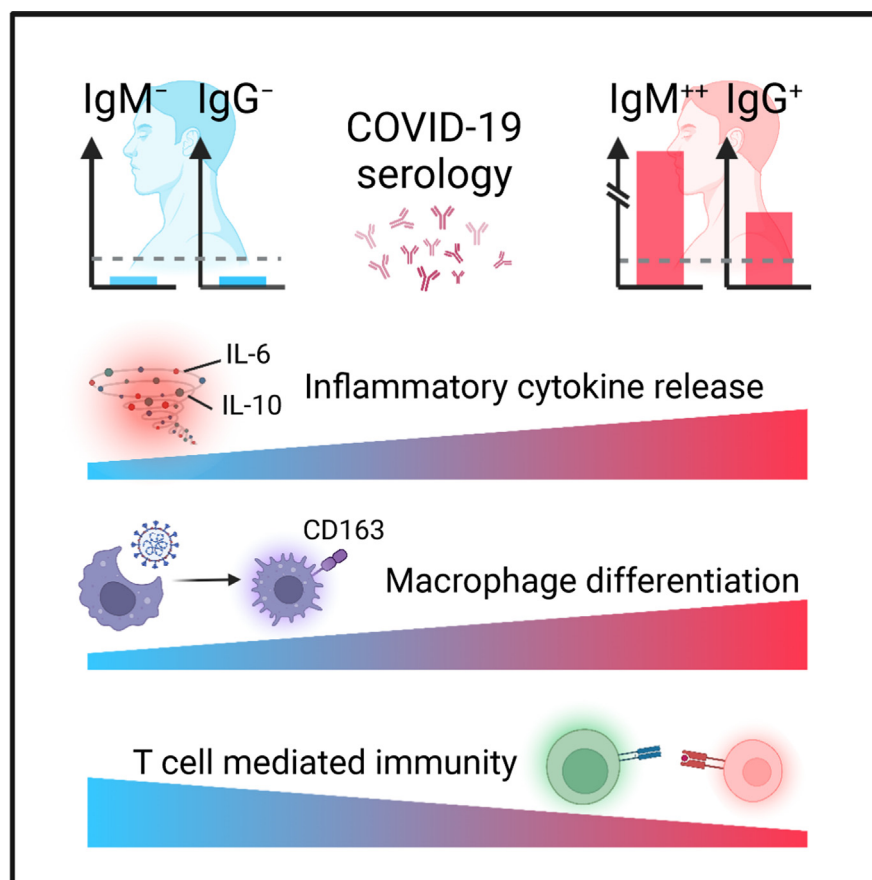 IgM⁻ IgG⁻
COVID-19
serology
IgM⁺⁺ IgG⁺
IL-6
IL-10
Inflammatory cytokine release
CD163
Macrophage differentiation
T cell mediated immunity